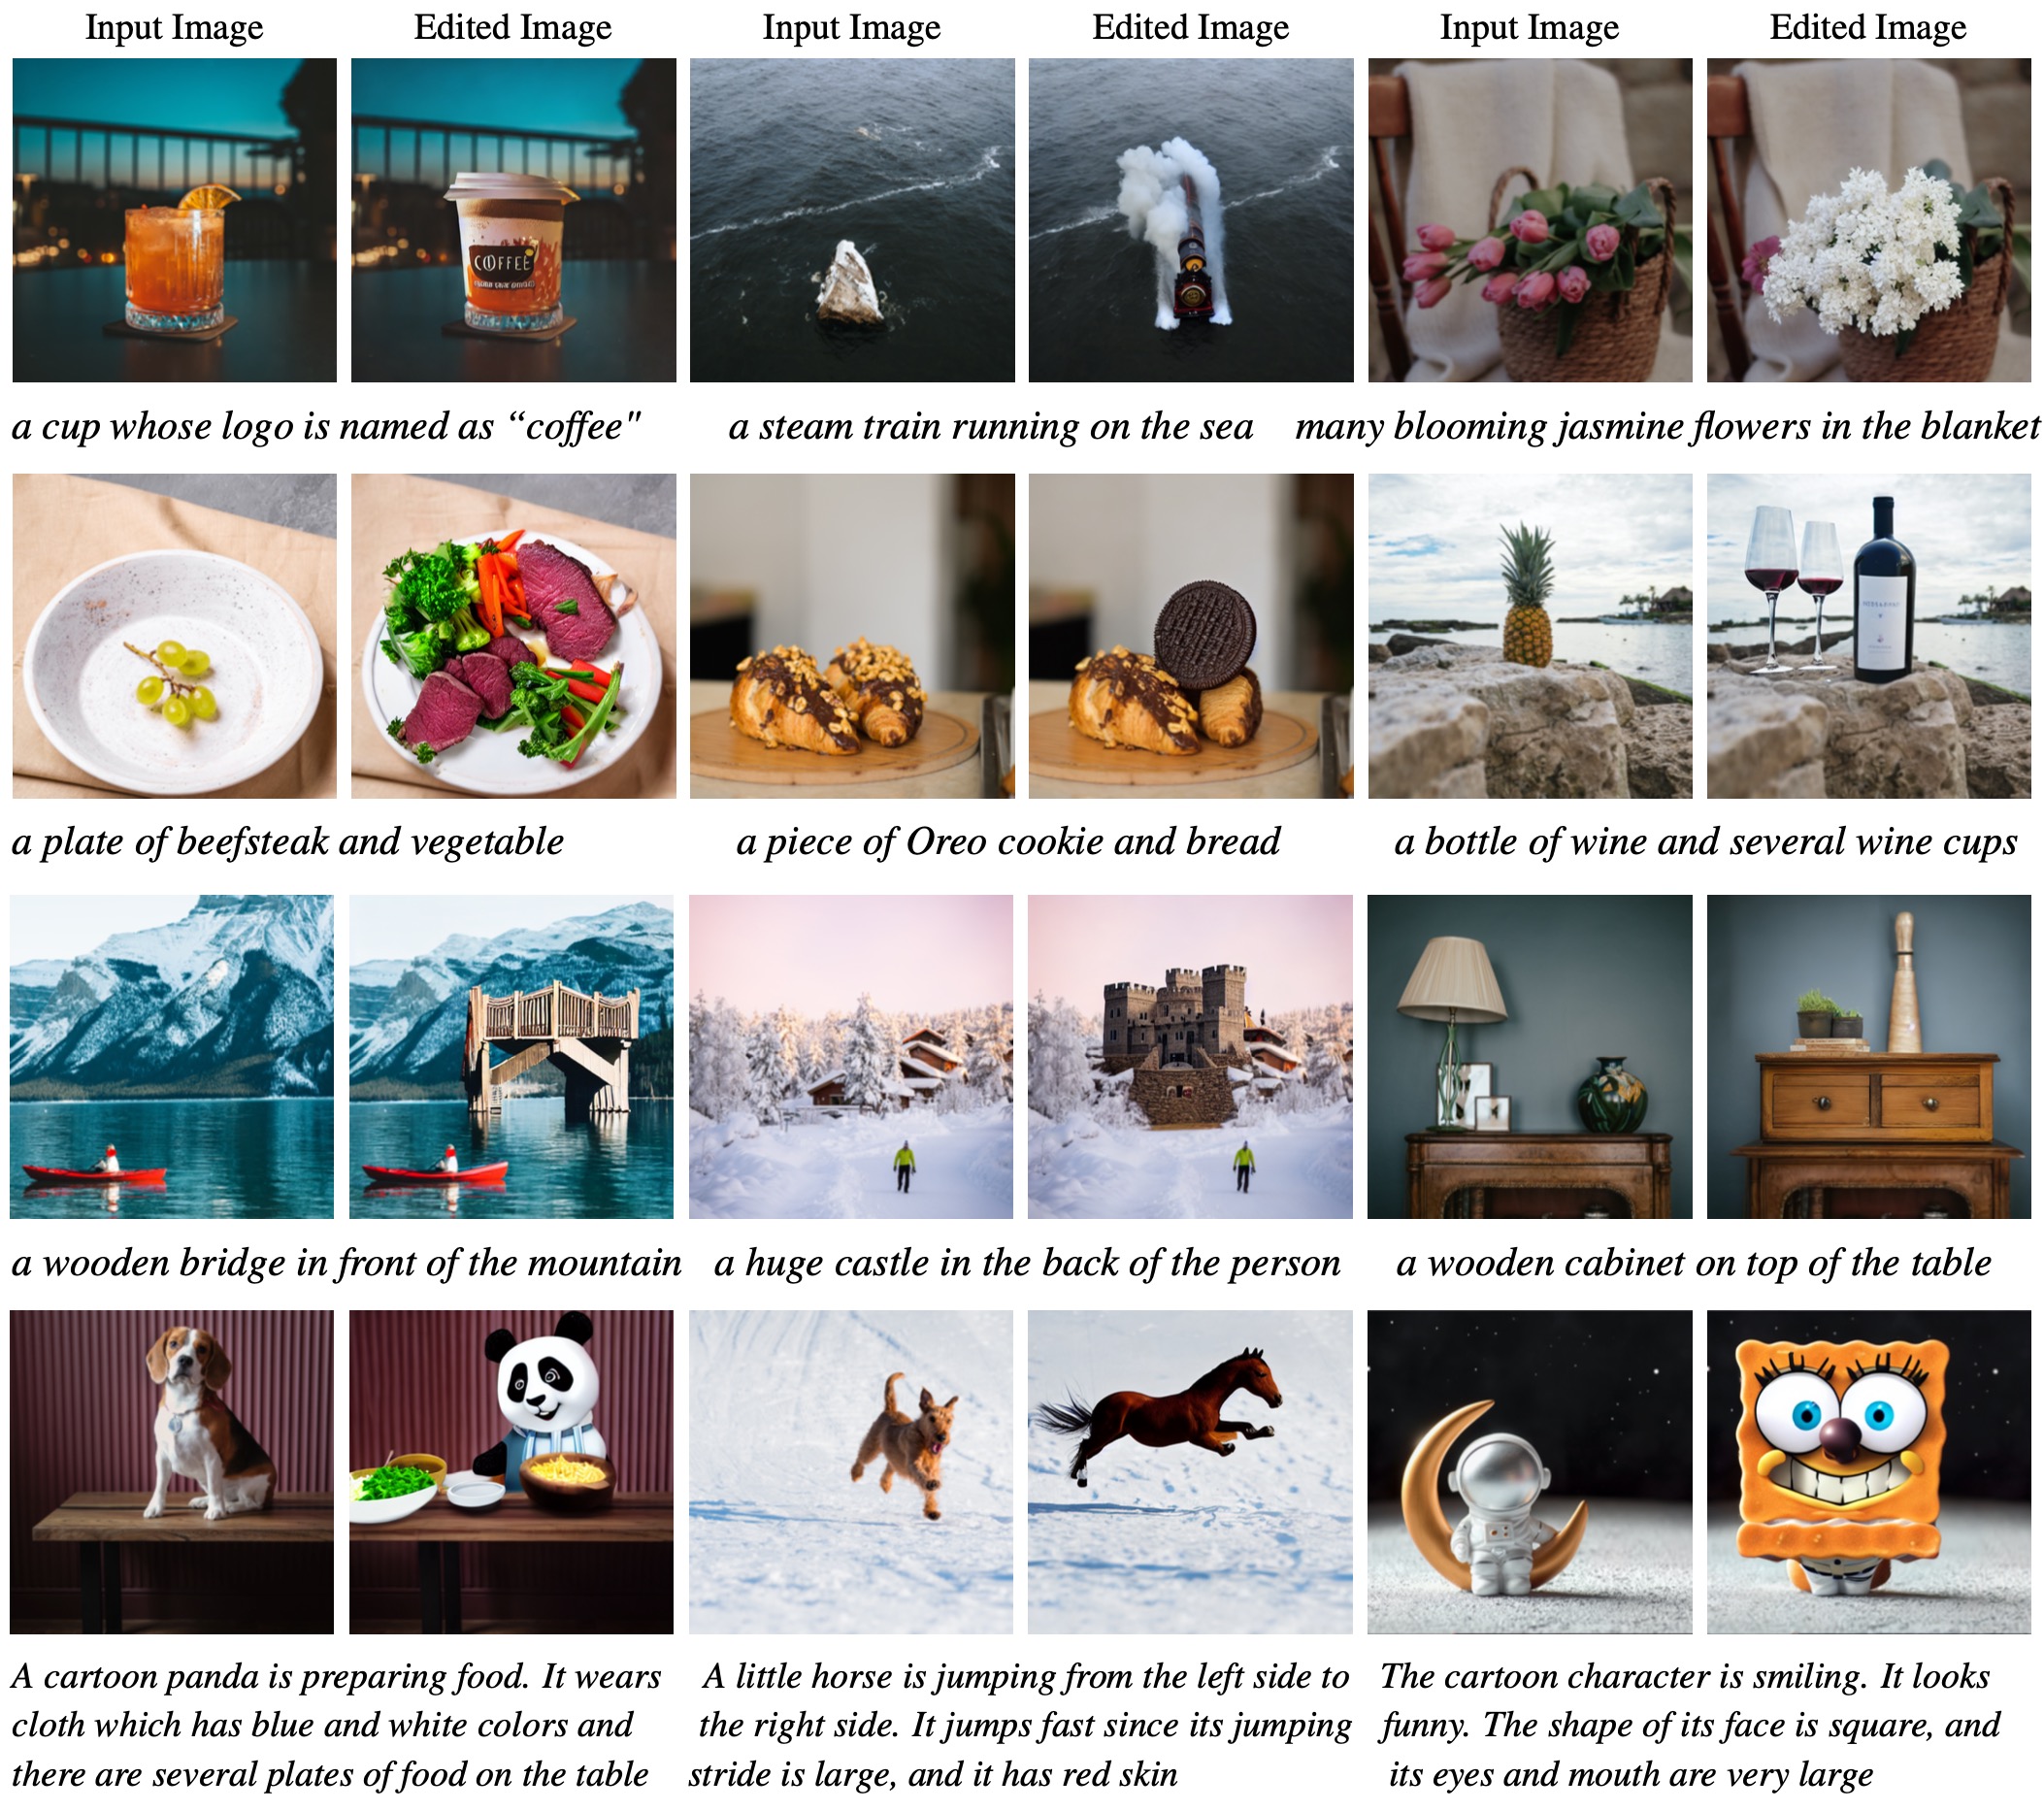 Input Image Edited Image Input Image Edited Image Input Image Edited Image
COFFEE
a cup whose logo is named as “coffee" a steam train running on the sea many blooming jasmine flowers in the blanket
a plate of beefsteak and vegetable a piece of Oreo cookie and bread a bottle of wine and several wine cups
a wooden bridge in front of the mountain a huge castle in the back of the person a wooden cabinet on top of the table
A cartoon panda is preparing food. It wears
cloth which has blue and white colors and
there are several plates of food on the table
A little horse is jumping from the left side to
the right side. It jumps fast since its jumping
stride is large, and it has red skin
The cartoon character is smiling. It looks
funny. The shape of its face is square, and
its eyes and mouth are very large